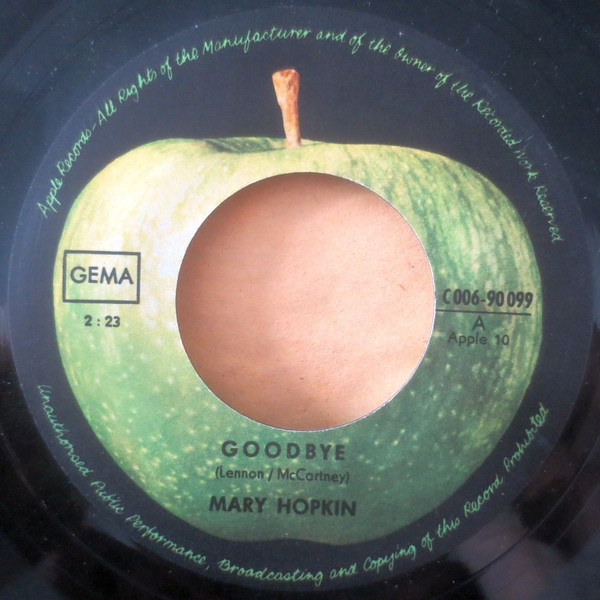 Apple Records-All Rights of the Manufacturer and of the Owner of the Recorded Work Reserved
GEMA
2:23
C006-90 099
A
Apple 10
GOODBYE
(Lennon / McCartney)
MARY HOPKIN
Unauthorised Public Performance, Broadcasting and Copying of this Record Prohibited